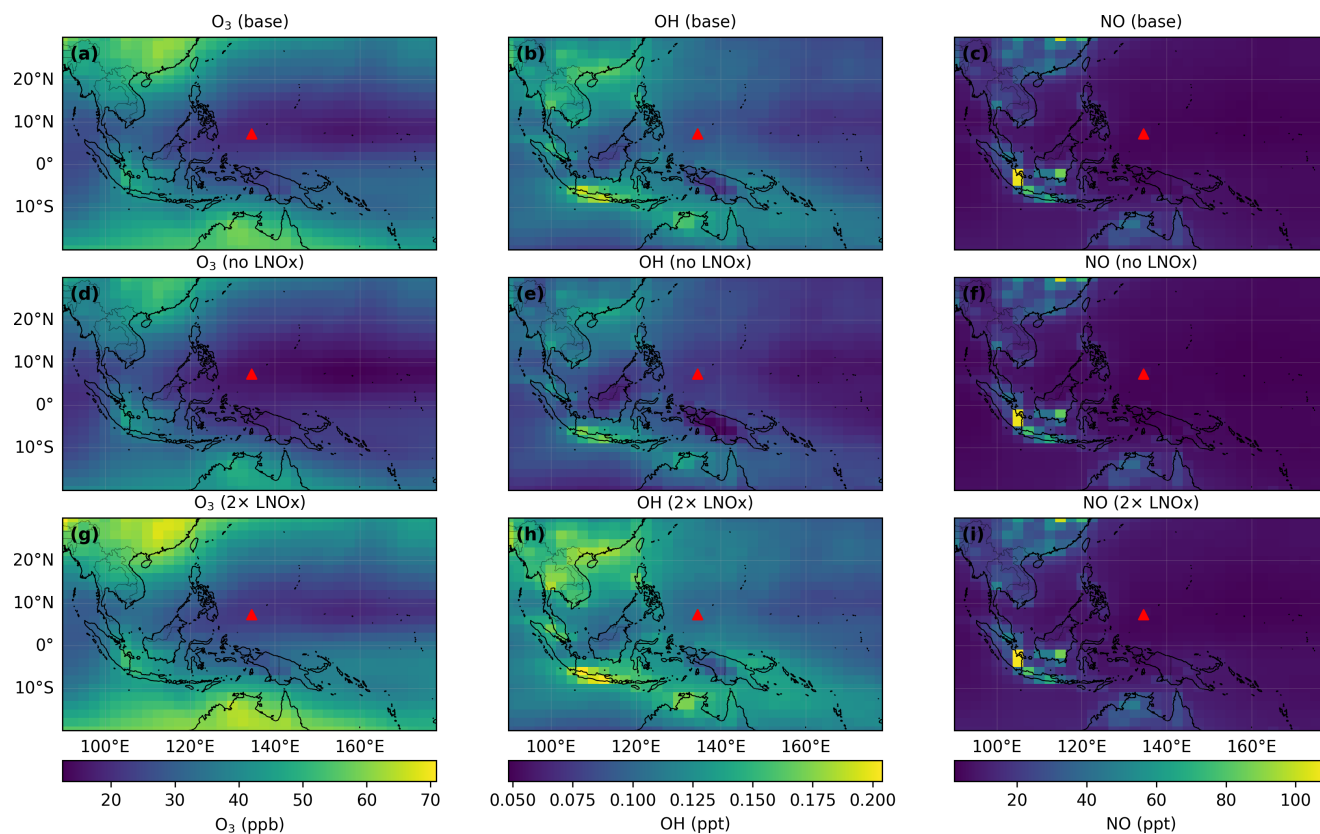 O₃ (base)
OH (base)
NO (base)
(a)
(b)
(c)
20°N
10°N
0°
10°S
O₃ (no LNOx)
OH (no LNOx)
NO (no LNOx)
(d)
(e)
(f)
20°N
10°N
0°
10°S
O₃ (2× LNOx)
OH (2× LNOx)
NO (2× LNOx)
(g)
(h)
(i)
20°N
10°N
0°
10°S
100°E 120°E 140°E 160°E
100°E 120°E 140°E 160°E
100°E 120°E 140°E 160°E
20 30 40 50 60 70
0.050 0.075 0.100 0.125 0.150 0.175 0.200
20 40 60 80 100
O₃ (ppb)
OH (ppt)
NO (ppt)